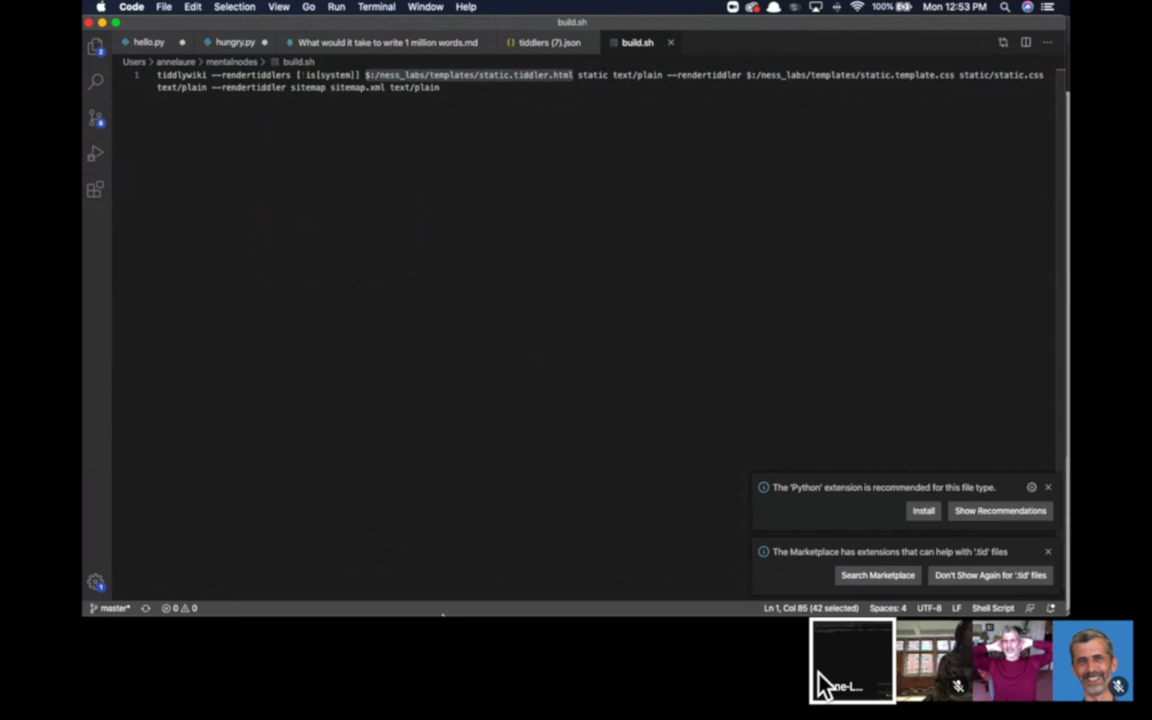 Code File Edit Selection View Go Run Terminal Window Help 100% Mon 12:53 PM
build.sh
hello.py hungry.py What would it take to write 1 million words.md {} tiddlers (7).json build.sh
Users > annelaure > mentalnodes > build.sh
1 tiddlywiki --rendertiddlers [!is[system]] $:/ness_labs/templates/static.tiddler.html static text/plain --rendertiddler $:/ness_labs/templates/static.template.css static/static.css
text/plain --rendertiddler sitemap sitemap.xml text/plain
The 'Python' extension is recommended for this file type.
Install Show Recommendations
The Marketplace has extensions that can help with '.tid' files
Search Marketplace Don't Show Again for '.tid' files
master* 0 0 Ln 1, Col 85 (42 selected) Spaces: 4 UTF-8 LF Shell Script
ne-L...